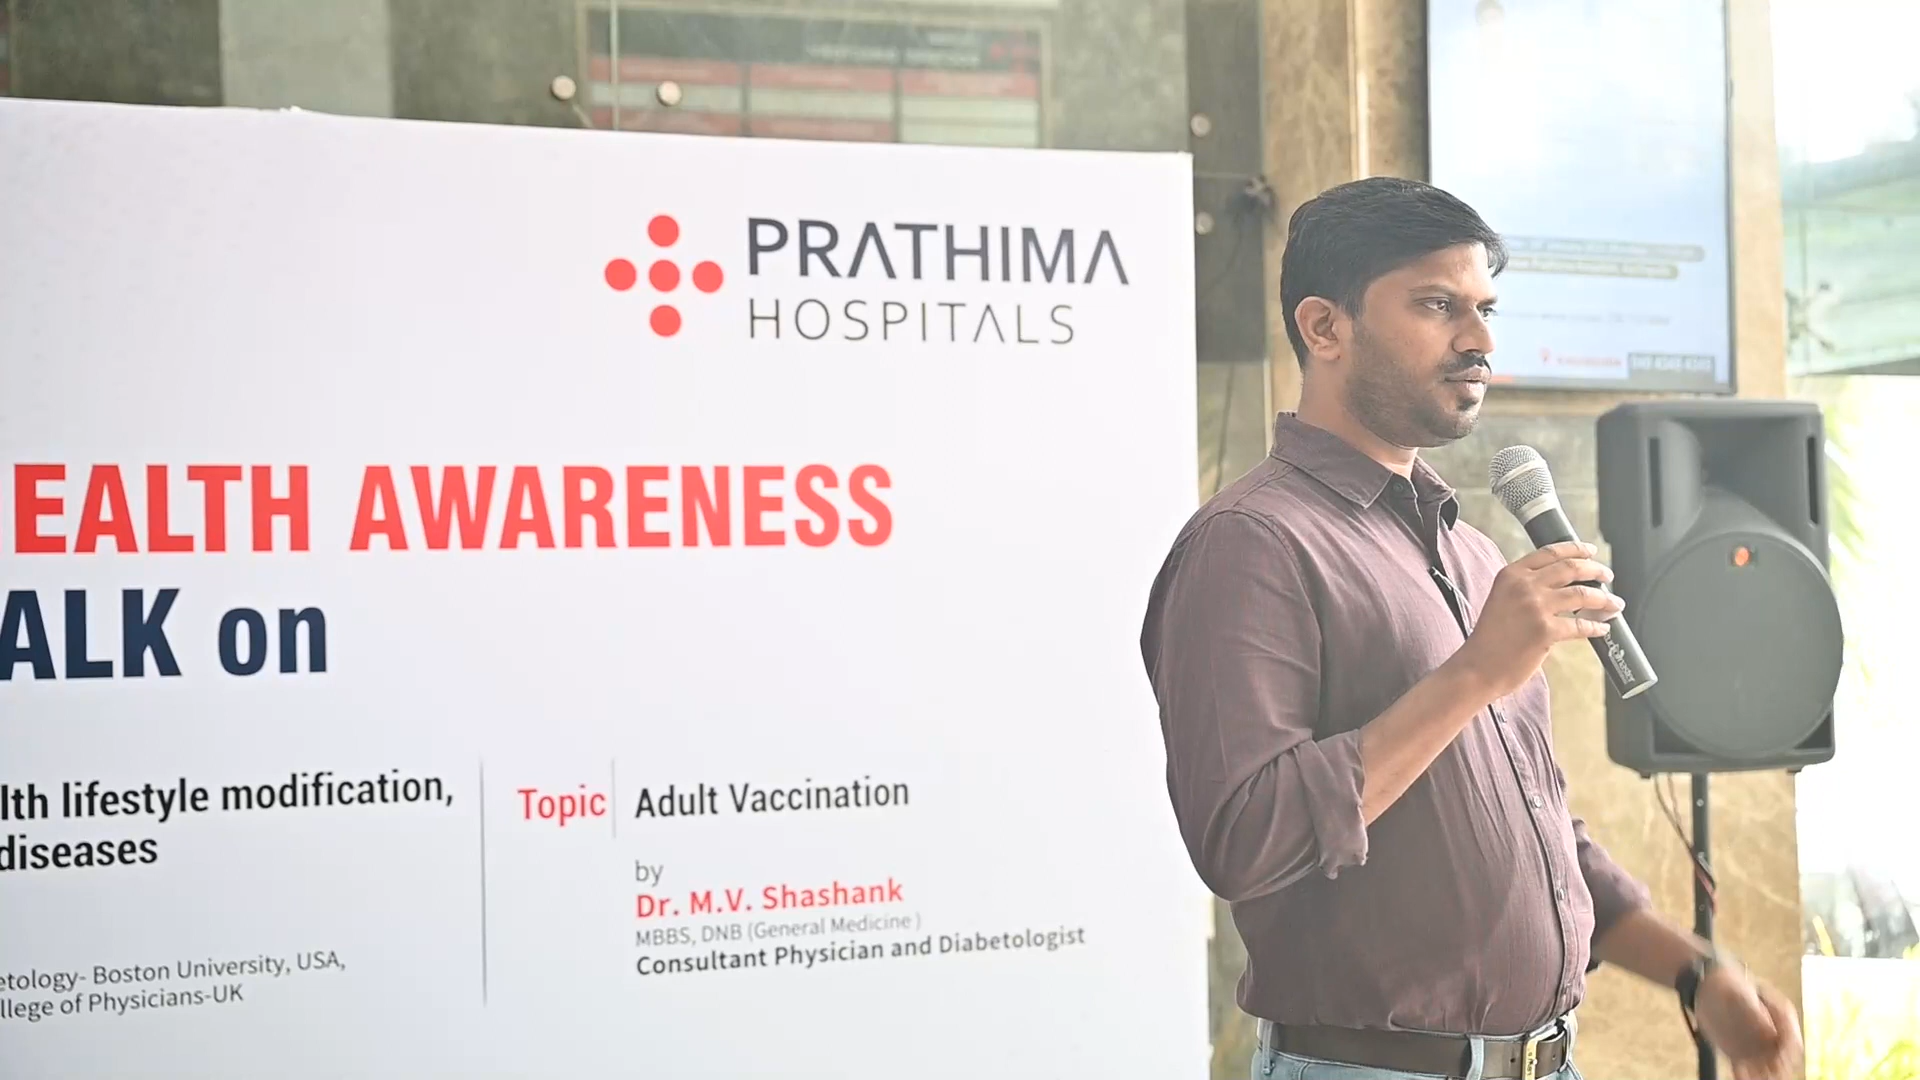 PRATHIMA
HOSPITALS
EALTH AWARENESS
ALK on
lth lifestyle modification,
diseases
etology- Boston University, USA,
llege of Physicians-UK
Topic
Adult Vaccination
by
Dr. M.V. Shashank
MBBS, DNB (General Medicine )
Consultant Physician and Diabetologist